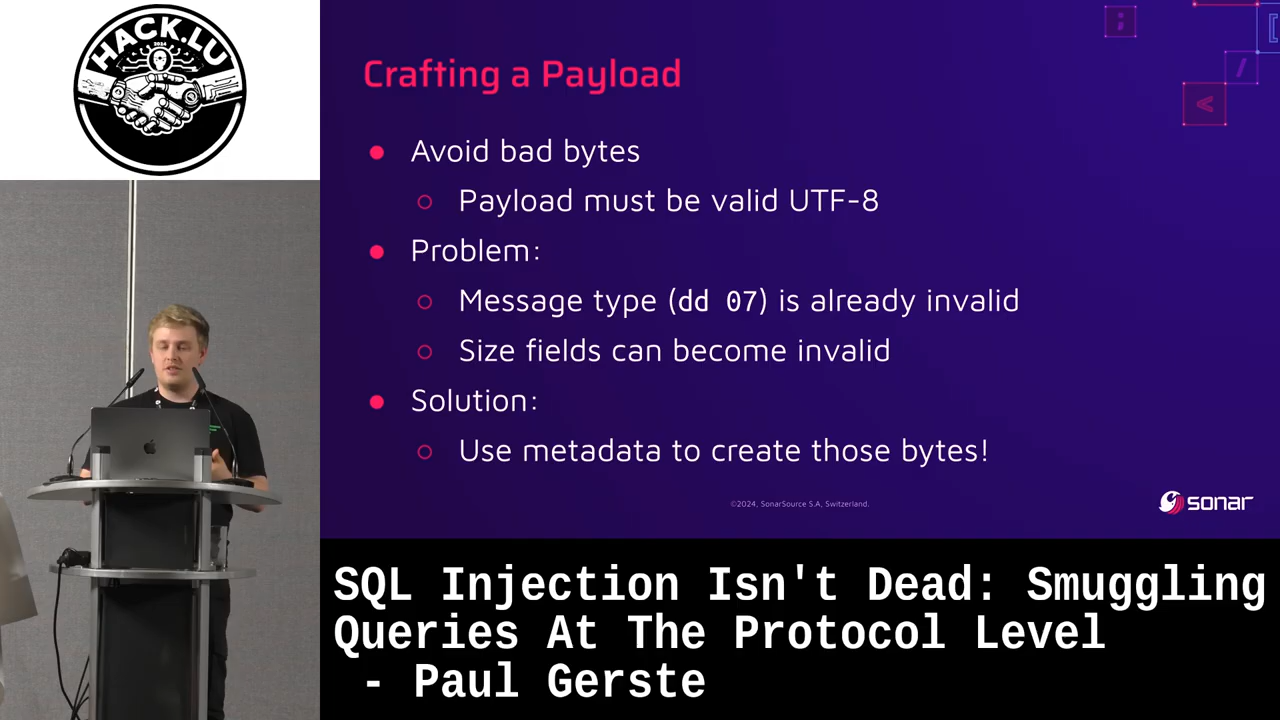 HACK.LU
2024
Crafting a Payload
● Avoid bad bytes
○ Payload must be valid UTF-8
● Problem:
○ Message type (dd 07) is already invalid
○ Size fields can become invalid
● Solution:
○ Use metadata to create those bytes!
©2024, SonarSource S.A, Switzerland.
sonar
;
[
/
<
SQL Injection Isn't Dead: Smuggling
Queries At The Protocol Level
- Paul Gerste